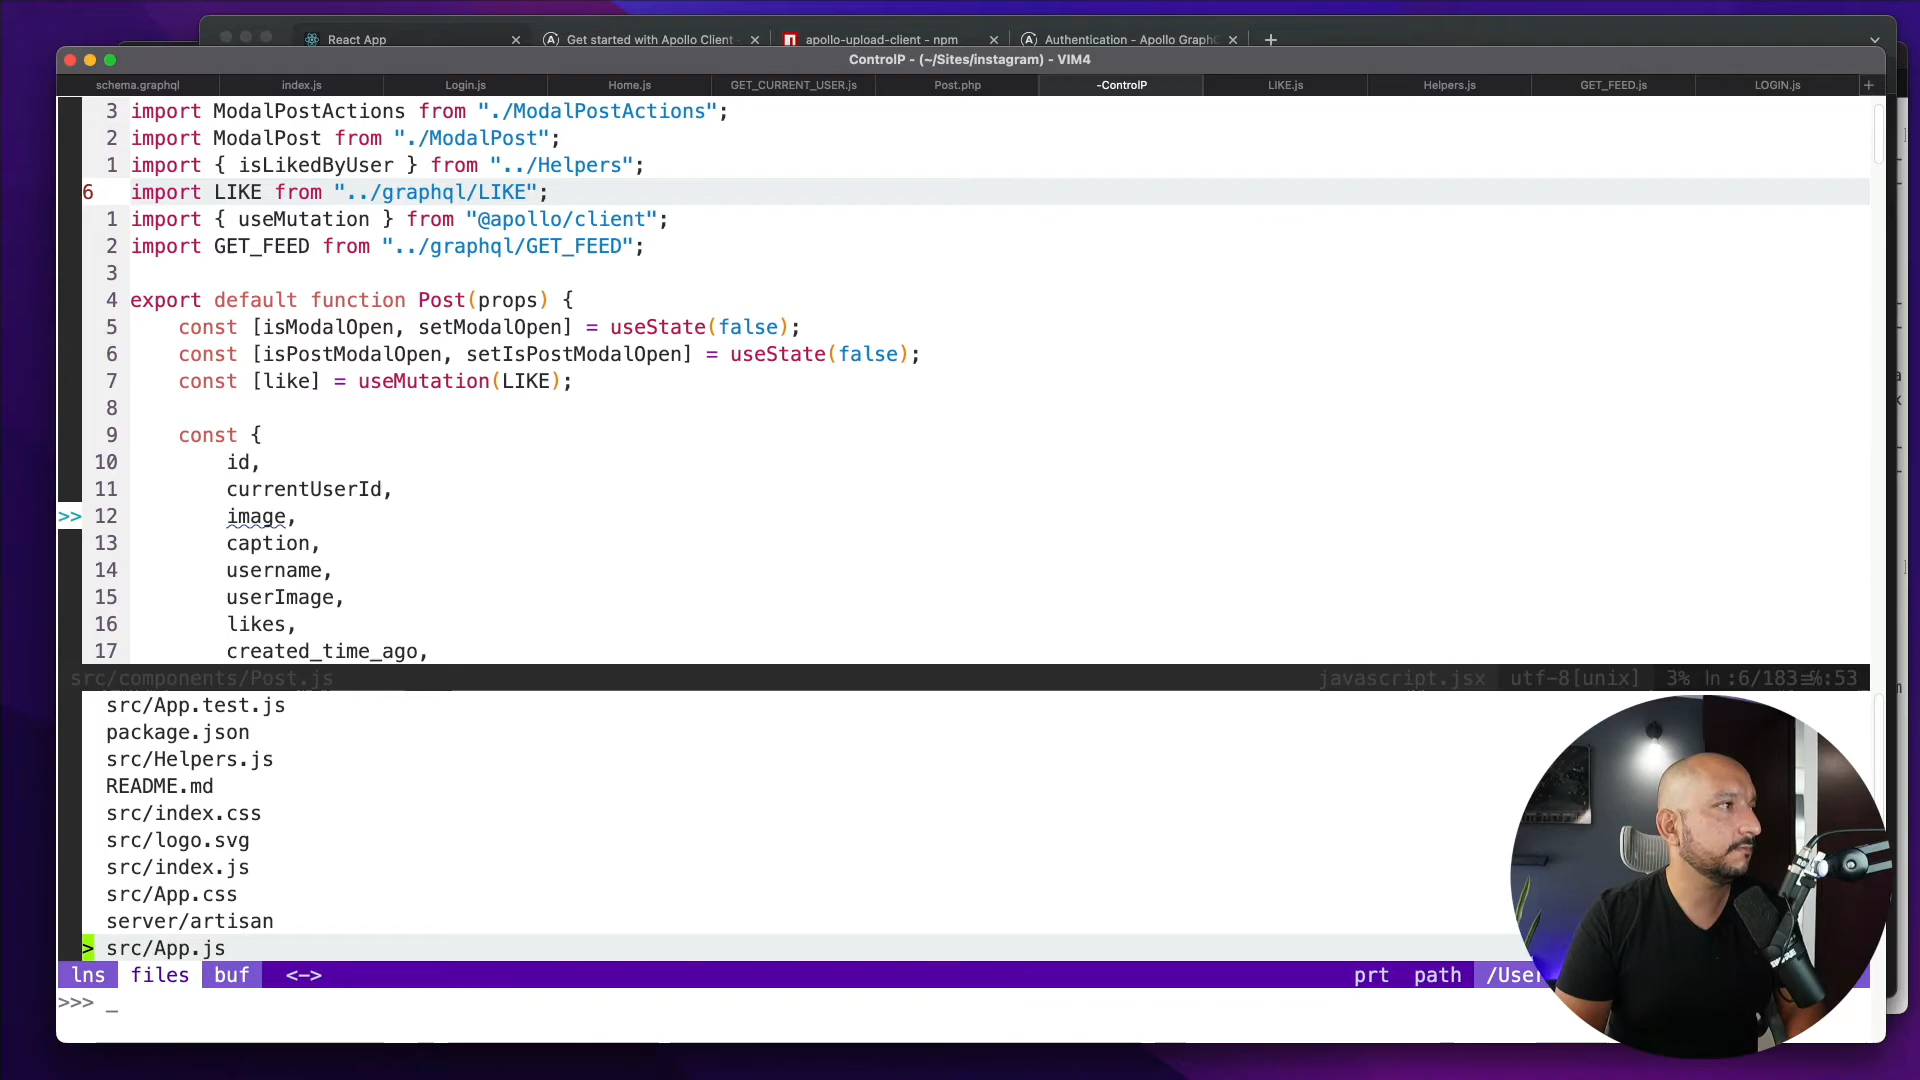 React App
Get started with Apollo Client -
apollo-upload-client - npm
Authentication - Apollo GraphQ
ControlP - (~/Sites/instagram) - VIM4
schema.graphql
index.js
Login.js
Home.js
GET_CURRENT_USER.js
Post.php
-ControlP
LIKE.js
Helpers.js
GET_FEED.js
LOGIN.js
3 import ModalPostActions from "./ModalPostActions";
2 import ModalPost from "./ModalPost";
1 import { isLikedByUser } from "../Helpers";
6 import LIKE from "../graphql/LIKE";
1 import { useMutation } from "@apollo/client";
2 import GET_FEED from "../graphql/GET_FEED";
3
4 export default function Post(props) {
5 const [isModalOpen, setModalOpen] = useState(false);
6 const [isPostModalOpen, setIsPostModalOpen] = useState(false);
7 const [like] = useMutation(LIKE);
8
9 const {
10 id,
11 currentUserId,
>> 12 image,
13 caption,
14 username,
15 userImage,
16 likes,
17 created_time_ago,
src/components/Post.js javascript.jsx utf-8[unix] 3% ln:6/183≡%:53
src/App.test.js
package.json
src/Helpers.js
README.md
src/index.css
src/logo.svg
src/index.js
src/App.css
server/artisan
> src/App.js
lns files buf <-> prt path /User
>>> _